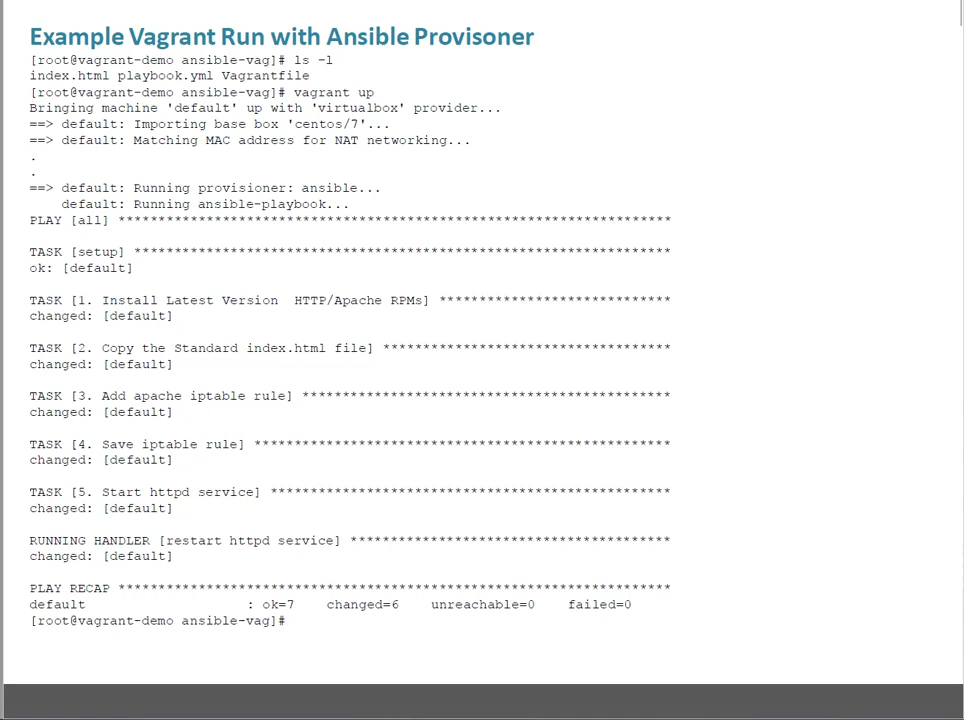 Example Vagrant Run with Ansible Provisoner
[root@vagrant-demo ansible-vag]# ls -l
index.html playbook.yml Vagrantfile
[root@vagrant-demo ansible-vag]# vagrant up
Bringing machine 'default' up with 'virtualbox' provider...
==> default: Importing base box 'centos/7'...
==> default: Matching MAC address for NAT networking...
.
.
==> default: Running provisioner: ansible...
    default: Running ansible-playbook...
PLAY [all] *********************************************************************
TASK [setup] *******************************************************************
ok: [default]
TASK [1. Install Latest Version  HTTP/Apache RPMs] *****************************
changed: [default]
TASK [2. Copy the Standard index.html file] ************************************
changed: [default]
TASK [3. Add apache iptable rule] **********************************************
changed: [default]
TASK [4. Save iptable rule] ****************************************************
changed: [default]
TASK [5. Start httpd service] **************************************************
changed: [default]
RUNNING HANDLER [restart httpd service] ****************************************
changed: [default]
PLAY RECAP *********************************************************************
default                    : ok=7    changed=6    unreachable=0    failed=0
[root@vagrant-demo ansible-vag]#